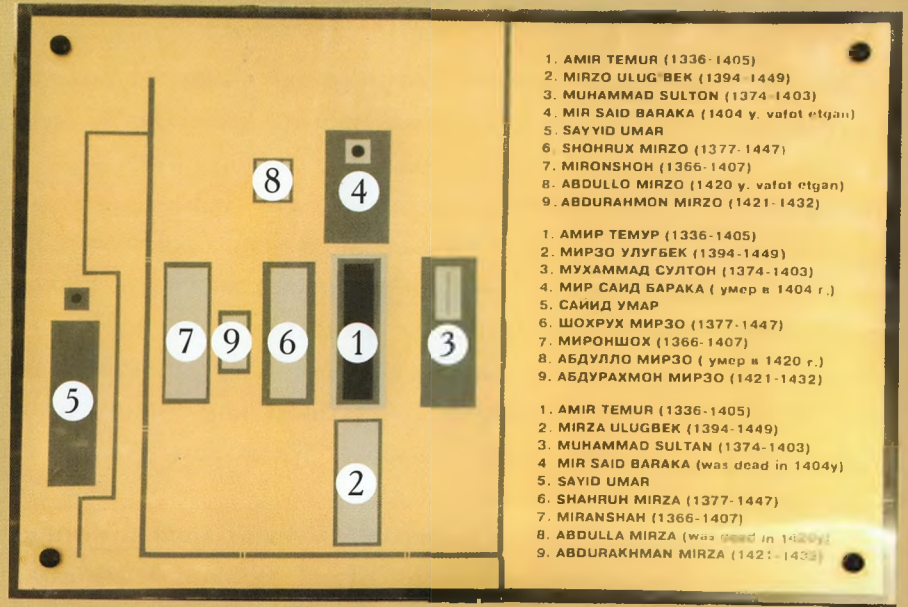 8
4
7
9
6
1
3
5
2
1. AMIR TEMUR (1336-1405)
2. MIRZO ULUG'BEK (1394-1449)
3. MUHAMMAD SULTON (1374-1403)
4. MIR SAID BARAKA (1404 y. vafot etgan)
5. SAYYID UMAR
6. SHOHRUX MIRZO (1377-1447)
7. MIRONSHOH (1366-1407)
8. ABDULLO MIRZO (1420 y. vafot etgan)
9. ABDURAHMON MIRZO (1421-1432)
1. АМИР ТЕМУР (1336-1405)
2. МИРЗО УЛУГБЕК (1394-1449)
3. МУХАММАД СУЛТОН (1374-1403)
4. МИР САИД БАРАКА ( умер в 1404 г.)
5. САЙИД УМАР
6. ШОХРУХ МИРЗО (1377-1447)
7. МИРОНШОХ (1366-1407)
8. АБДУЛЛО МИРЗО ( умер в 1420 г.)
9. АБДУРАХМОН МИРЗО (1421-1432)
1. AMIR TEMUR (1336-1405)
2. MIRZA ULUGBEK (1394-1449)
3. MUHAMMAD SULTAN (1374-1403)
4 MIR SAID BARAKA (was dead in 1404y)
5. SAYID UMAR
6. SHAHRUH MIRZA (1377-1447)
7. MIRANSHAH (1366-1407)
8. ABDULLA MIRZA (was dead in 1420y)
9. ABDURAKHMAN MIRZA (1421-1432)